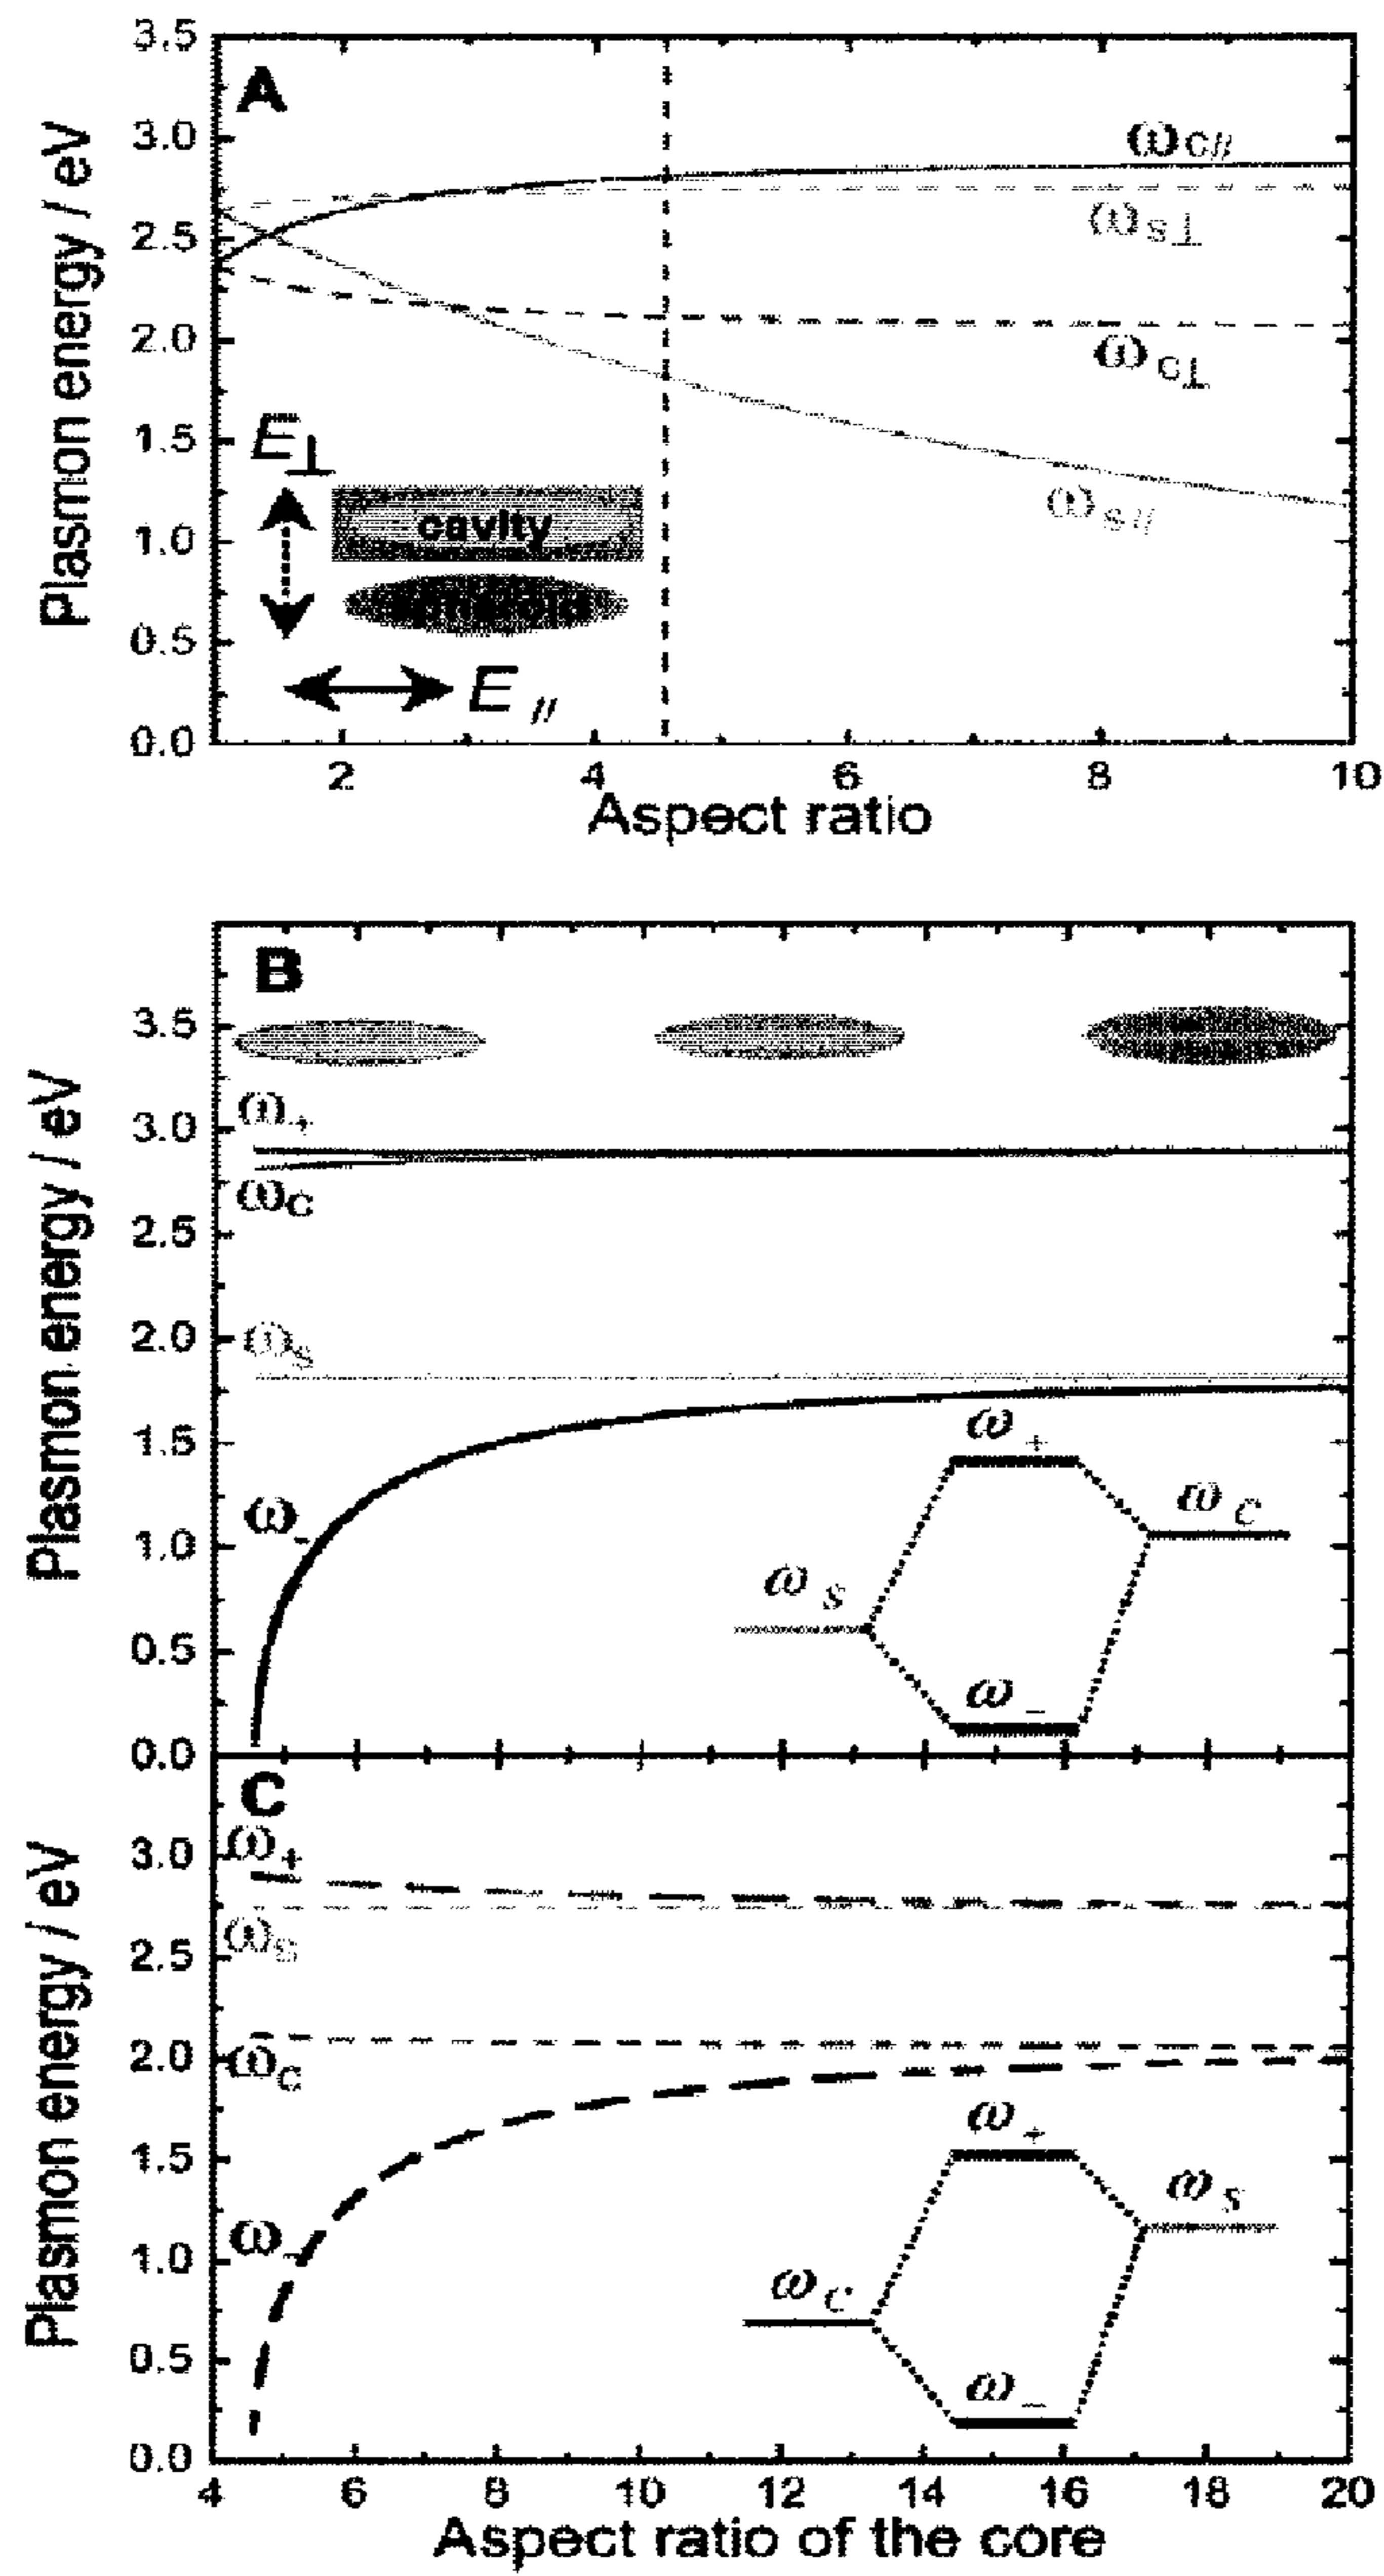 A
Plasmon energy / eV
3.5
3.0
2.5
2.0
1.5
1.0
0.5
0.0
ωC//
ωS⊥
ωC⊥
ωS//
E⊥
cavity
spheroid
E//
2 4 6 8 10
Aspect ratio
B
Plasmon energy / eV
3.5
3.0
2.5
2.0
1.5
1.0
0.5
0.0
ω+
ωC
ωS
ω-
ω+
ωC
ωS
ω-
C
Plasmon energy / eV
3.0
2.5
2.0
1.5
1.0
0.5
0.0
ω+
ωS
ωC
ω-
ω+
ωS
ωC
ω-
4 6 8 10 12 14 16 18 20
Aspect ratio of the core